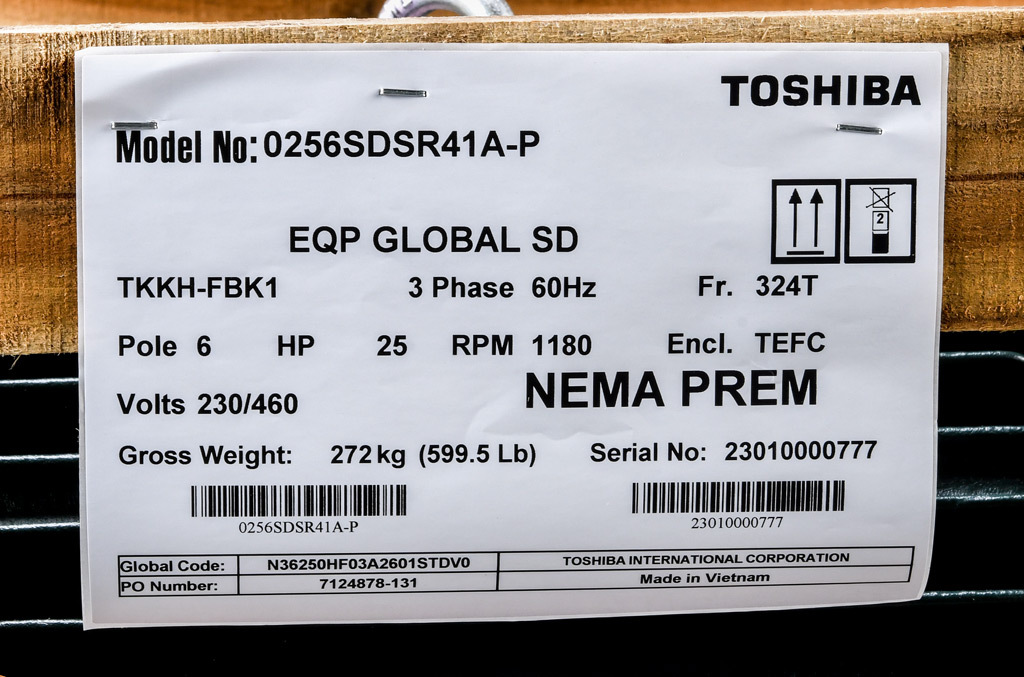 TOSHIBA
Model No: 0256SDSR41A-P
2
EQP GLOBAL SD
TKKH-FBK1 3 Phase 60Hz Fr. 324T
Pole 6 HP 25 RPM 1180 Encl. TEFC
Volts 230/460 NEMA PREM
Gross Weight: 272kg (599.5 Lb) Serial No: 23010000777
0256SDSR41A-P 23010000777
Global Code: N36250HF03A2601STDV0 TOSHIBA INTERNATIONAL CORPORATION
PO Number: 7124878-131 Made in Vietnam